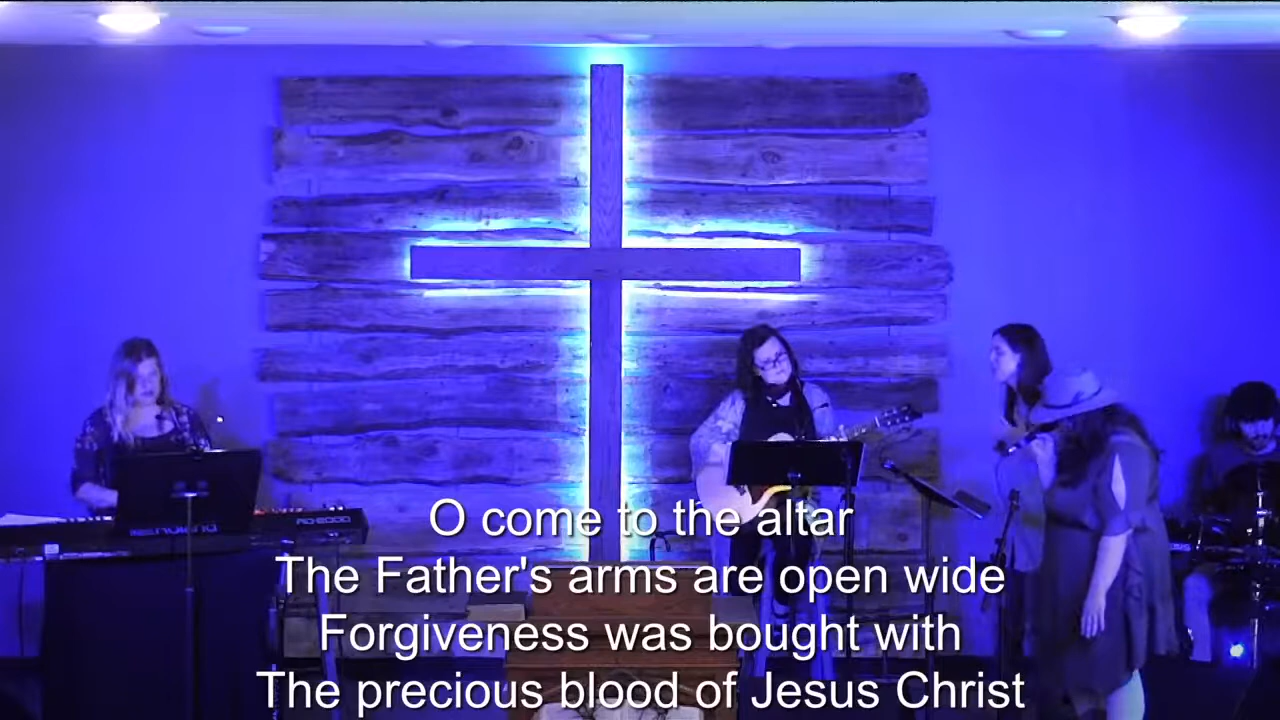 O come to the altar
The Father's arms are open wide
Forgiveness was bought with
The precious blood of Jesus Christ